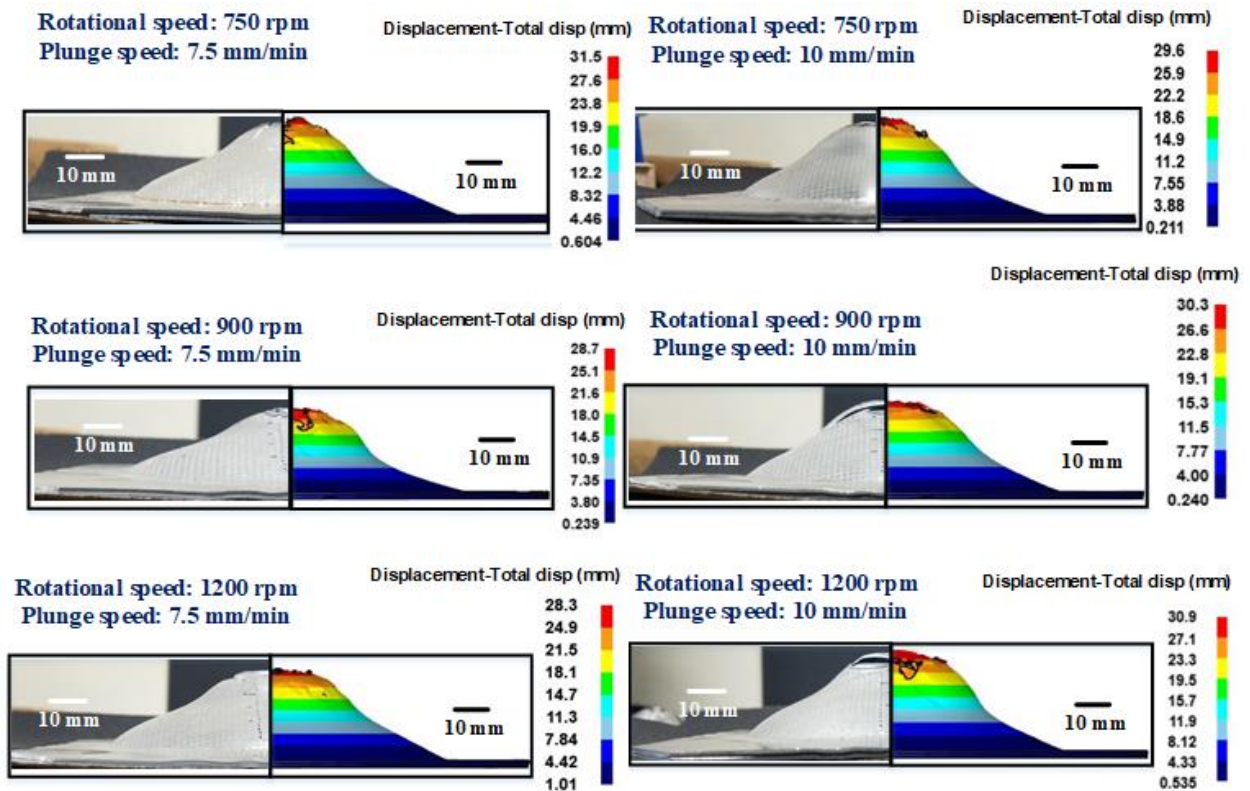 Rotational speed: 750 rpm
Plunge speed: 7.5 mm/min
Displacement-Total disp (mm)
31.5
27.6
23.8
19.9
16.0
12.2
8.32
4.46
0.604
10 mm
10 mm
Rotational speed: 750 rpm
Plunge speed: 10 mm/min
Displacement-Total disp (mm)
29.6
25.9
22.2
18.6
14.9
11.2
7.55
3.88
0.211
10 mm
10 mm
Rotational speed: 900 rpm
Plunge speed: 7.5 mm/min
Displacement-Total disp (mm)
28.7
25.1
21.6
18.0
14.5
10.9
7.35
3.80
0.239
10 mm
10 mm
Rotational speed: 900 rpm
Plunge speed: 10 mm/min
Displacement-Total disp (mm)
30.3
26.6
22.8
19.1
15.3
11.5
7.77
4.00
0.240
10 mm
10 mm
Rotational speed: 1200 rpm
Plunge speed: 7.5 mm/min
Displacement-Total disp (mm)
28.3
24.9
21.5
18.1
14.7
11.3
7.84
4.42
1.01
10 mm
10 mm
Rotational speed: 1200 rpm
Plunge speed: 10 mm/min
Displacement-Total disp (mm)
30.9
27.1
23.3
19.5
15.7
11.9
8.12
4.33
0.535
10 mm
10 mm